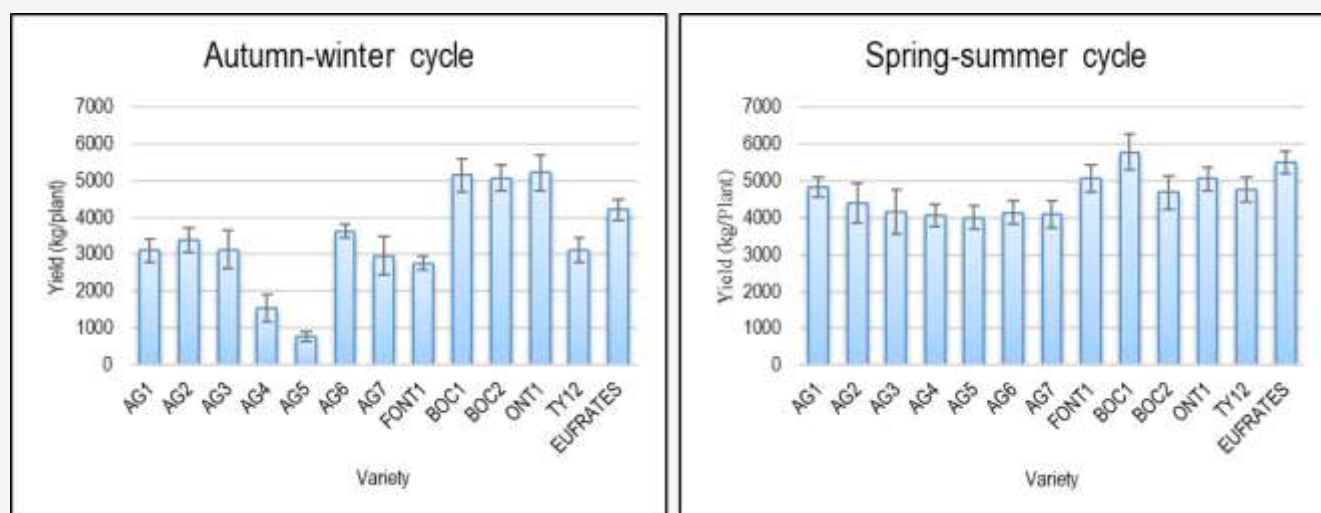 Autumn-winter cycle
7000
6000
5000
4000
3000
2000
1000
0
Yield (kg/plant)
AG1 AG2 AG3 AG4 AG5 AG6 AG7 FONT1 BOC1 BOC2 ONT1 TY12 EUFRATES
Variety
Spring-summer cycle
7000
6000
5000
4000
3000
2000
1000
0
Yield (kg/Plant)
AG1 AG2 AG3 AG4 AG5 AG6 AG7 FONT1 BOC1 BOC2 ONT1 TY12 EUFRATES
Variety